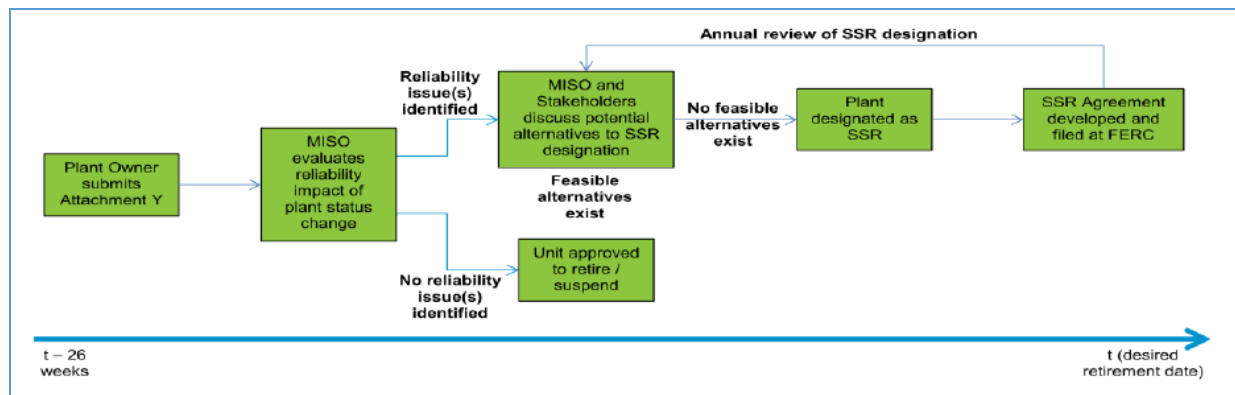 Annual review of SSR designation
Reliability
issue(s)
identified
MISO and
Stakeholders
discuss potential
alternatives to SSR
designation
No feasible
alternatives
exist
Plant
designated as
SSR
SSR Agreement
developed and
filed at FERC
Plant Owner
submits
Attachment Y
MISO
evaluates
reliability
impact of
plant status
change
Feasible
alternatives
exist
Unit approved
to retire /
suspend
No reliability
issue(s)
identified
t – 26
weeks
t (desired
retirement date)